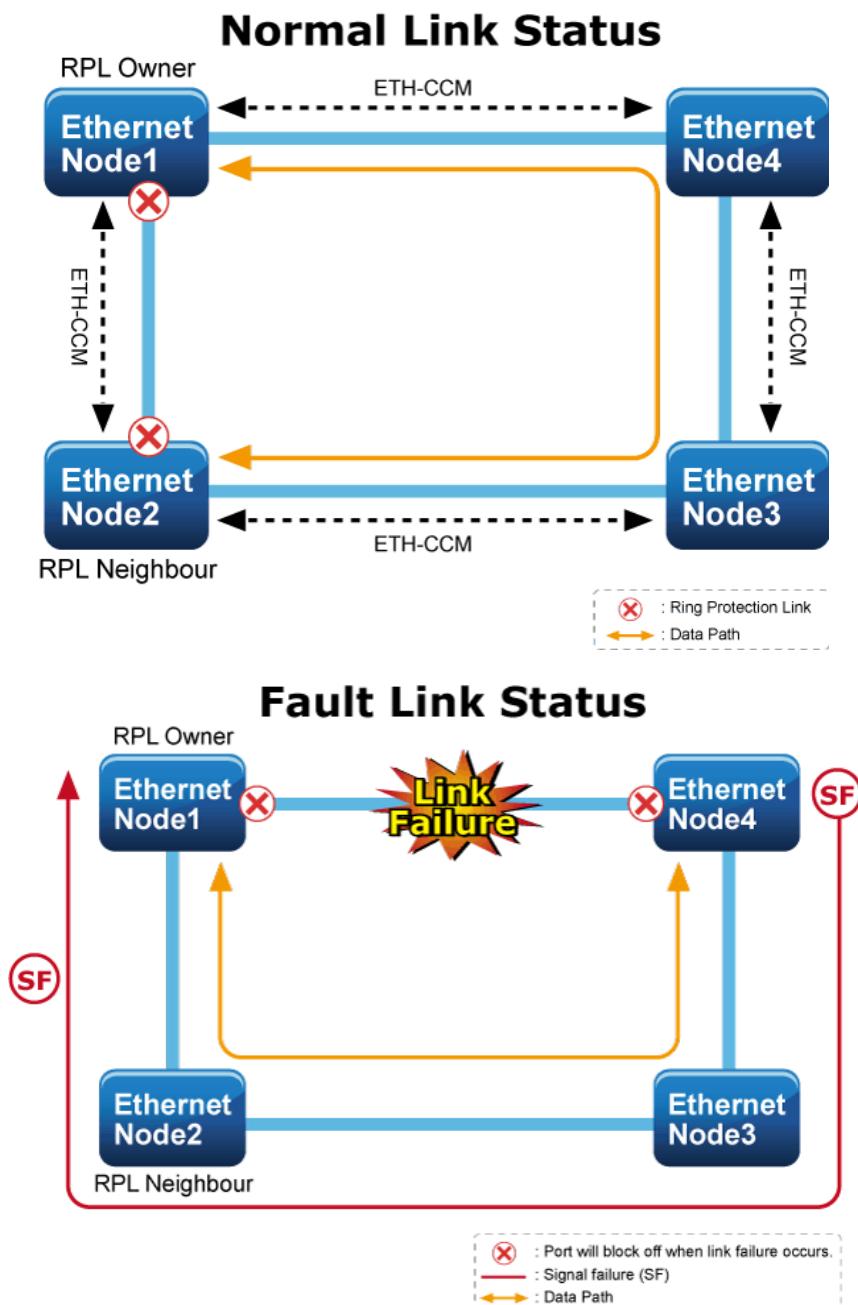 Normal Link Status
RPL Owner
ETH-CCM
Ethernet
Node1
Ethernet
Node4
ETH-CCM
ETH-CCM
Ethernet
Node2
Ethernet
Node3
ETH-CCM
RPL Neighbour
: Ring Protection Link
: Data Path
Fault Link Status
RPL Owner
Ethernet
Node1
Link
Failure
Ethernet
Node4
SF
SF
Ethernet
Node2
Ethernet
Node3
RPL Neighbour
: Port will block off when link failure occurs.
: Signal failure (SF)
: Data Path